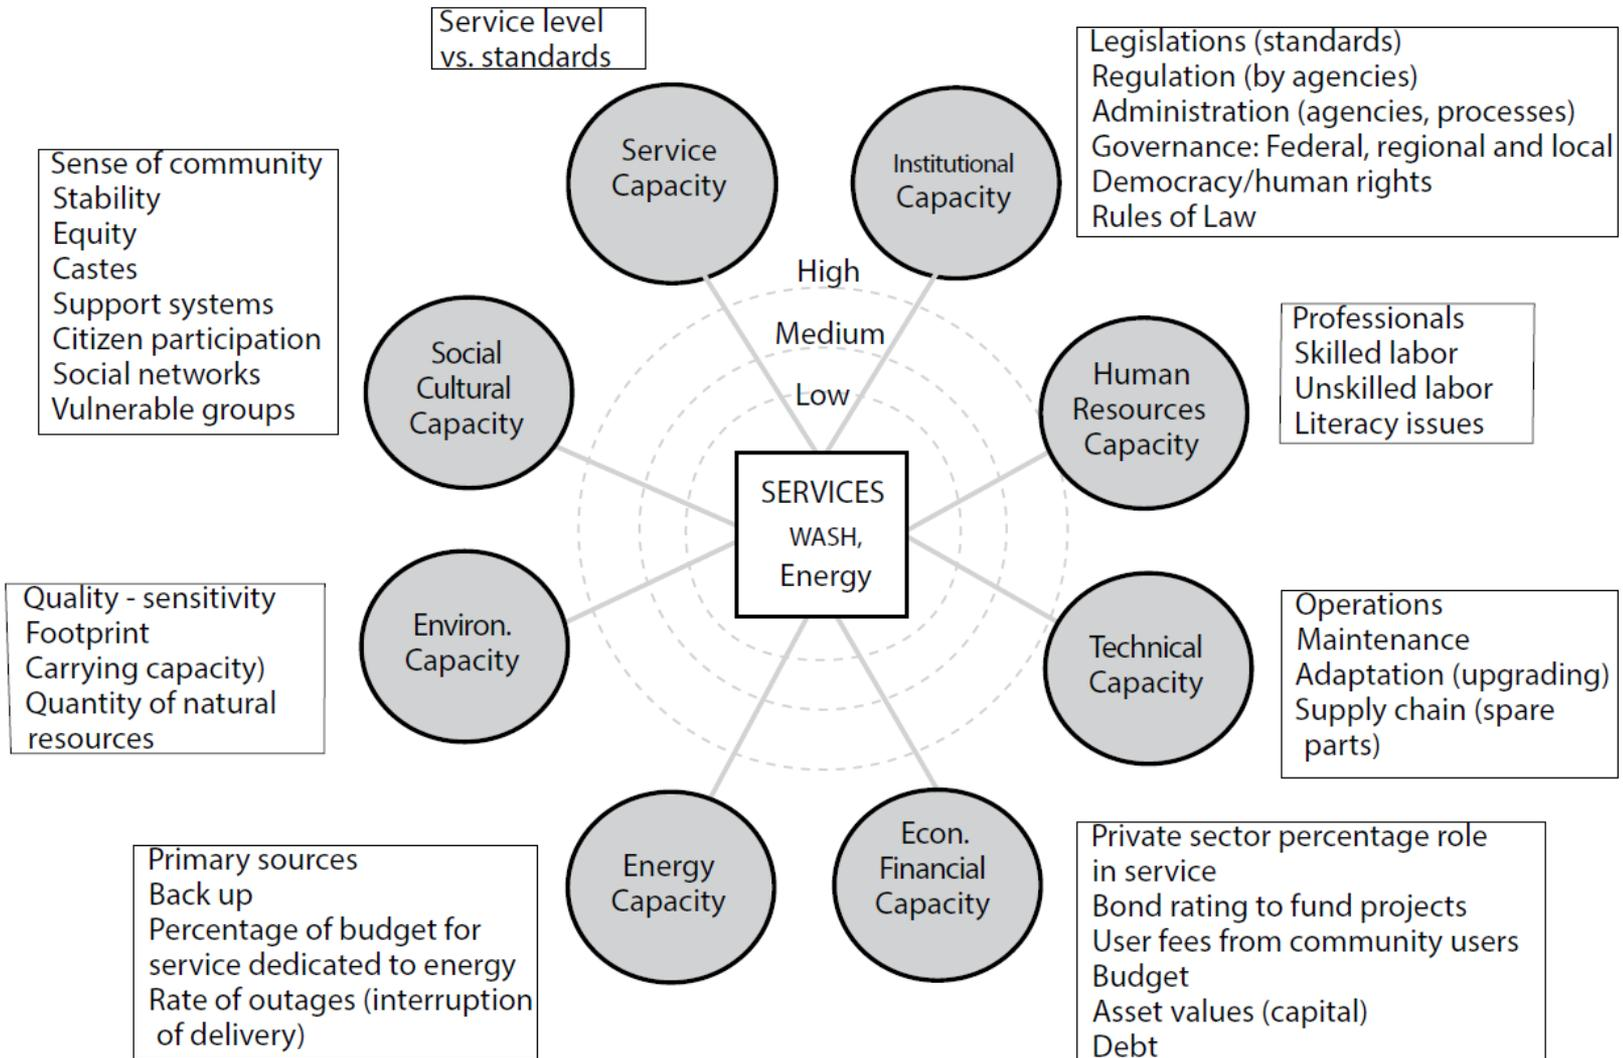 Service level
vs. standards
Legislations (standards)
Regulation (by agencies)
Administration (agencies, processes)
Governance: Federal, regional and local
Democracy/human rights
Rules of Law
Service
Capacity
Institutional
Capacity
Sense of community
Stability
Equity
Castes
Support systems
Citizen participation
Social networks
Vulnerable groups
High
Medium
Low
Social
Cultural
Capacity
Human
Resources
Capacity
Professionals
Skilled labor
Unskilled labor
Literacy issues
SERVICES
WASH,
Energy
Quality - sensitivity
Footprint
Carrying capacity)
Quantity of natural
resources
Environ.
Capacity
Technical
Capacity
Operations
Maintenance
Adaptation (upgrading)
Supply chain (spare
parts)
Primary sources
Back up
Percentage of budget for
service dedicated to energy
Rate of outages (interruption
of delivery)
Energy
Capacity
Econ.
Financial
Capacity
Private sector percentage role
in service
Bond rating to fund projects
User fees from community users
Budget
Asset values (capital)
Debt